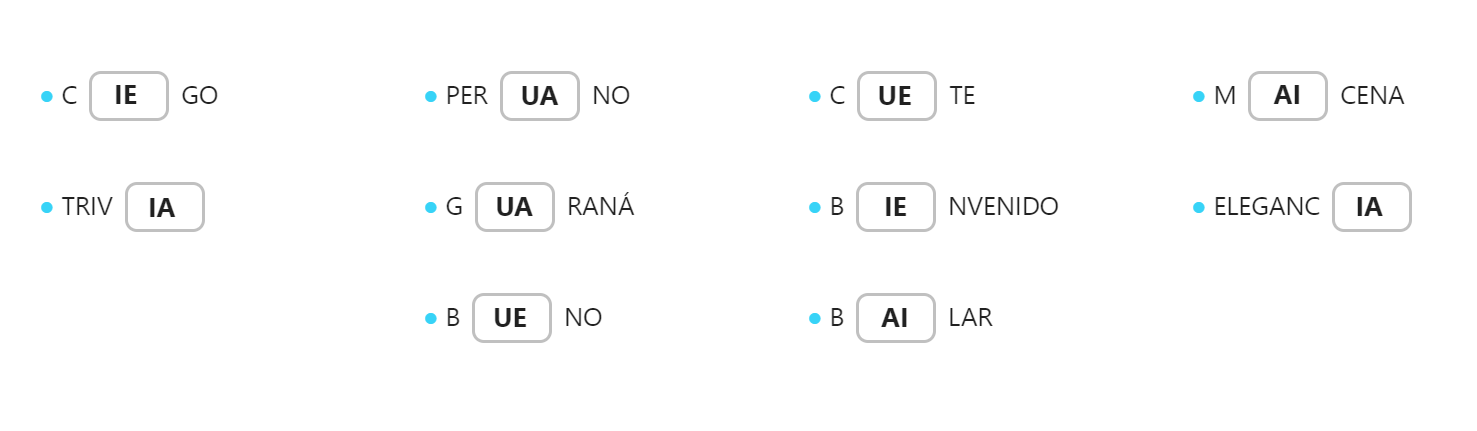 • C IE GO • PER UA NO • C UE TE • M AI CENA
• TRIV IA • G UA RANÁ • B IE NVENIDO • ELEGANC IA
• B UE NO • B AI LAR